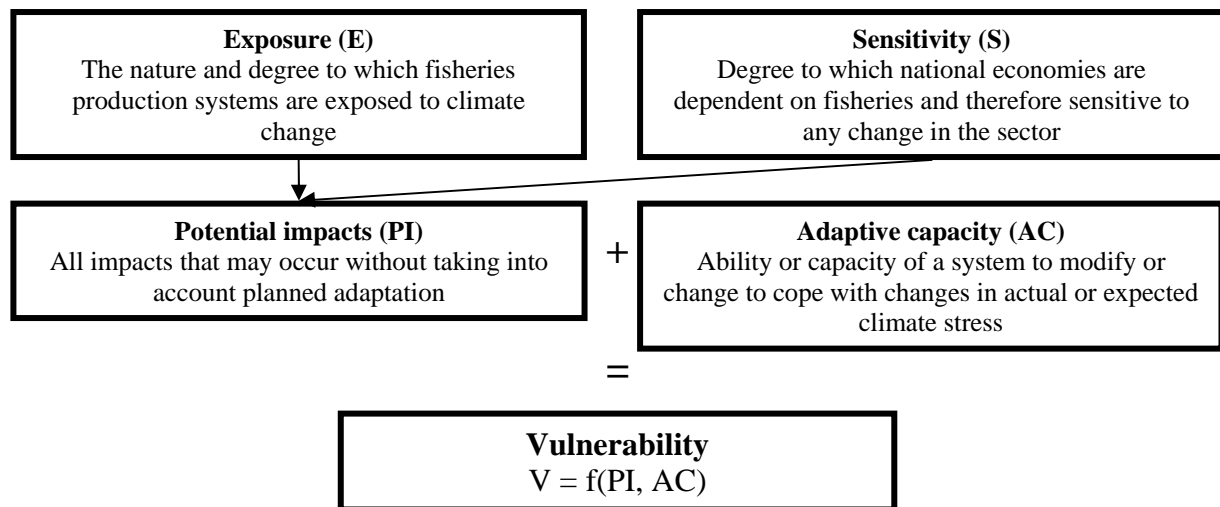 Exposure (E)
The nature and degree to which fisheries
production systems are exposed to climate
change
Sensitivity (S)
Degree to which national economies are
dependent on fisheries and therefore sensitive to
any change in the sector
Potential impacts (PI)
All impacts that may occur without taking into
account planned adaptation
+
Adaptive capacity (AC)
Ability or capacity of a system to modify or
change to cope with changes in actual or expected
climate stress
=
Vulnerability
V = f(PI, AC)